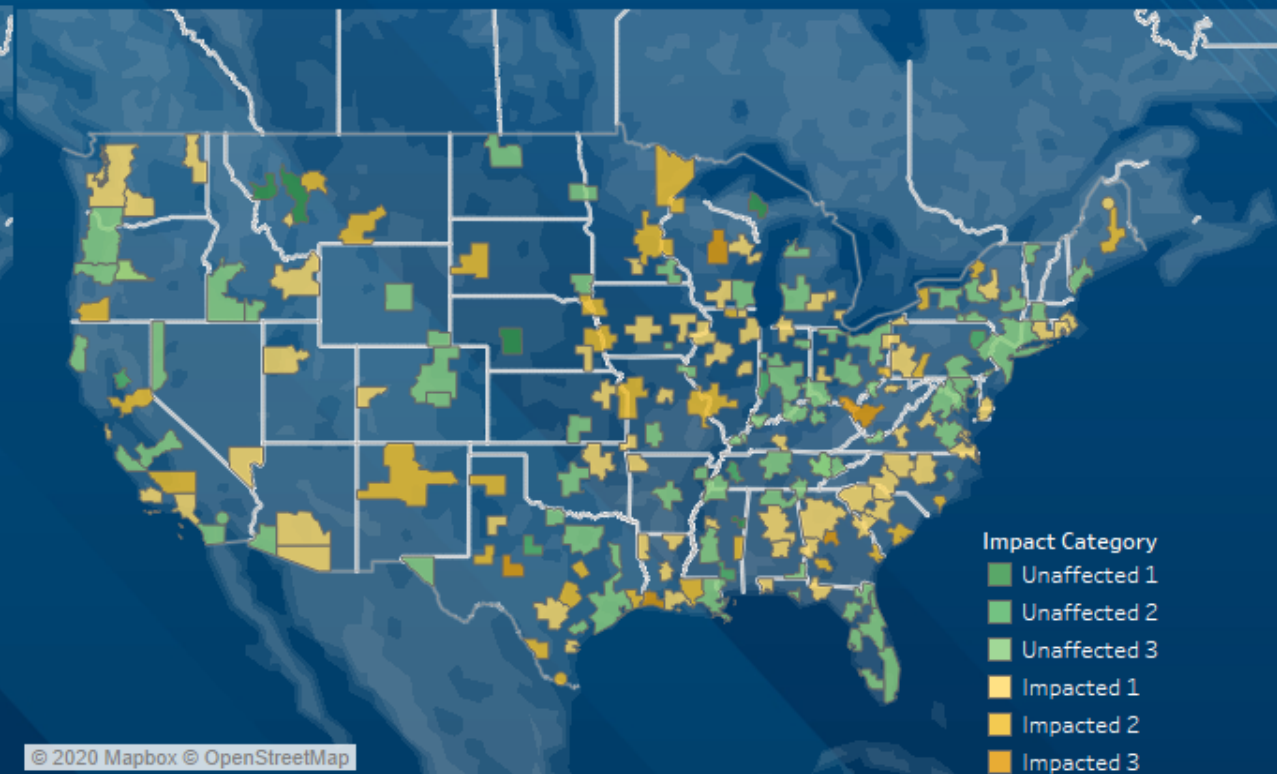 Impact Category
Unaffected 1
Unaffected 2
Unaffected 3
Impacted 1
Impacted 2
Impacted 3
© 2020 Mapbox © OpenStreetMap